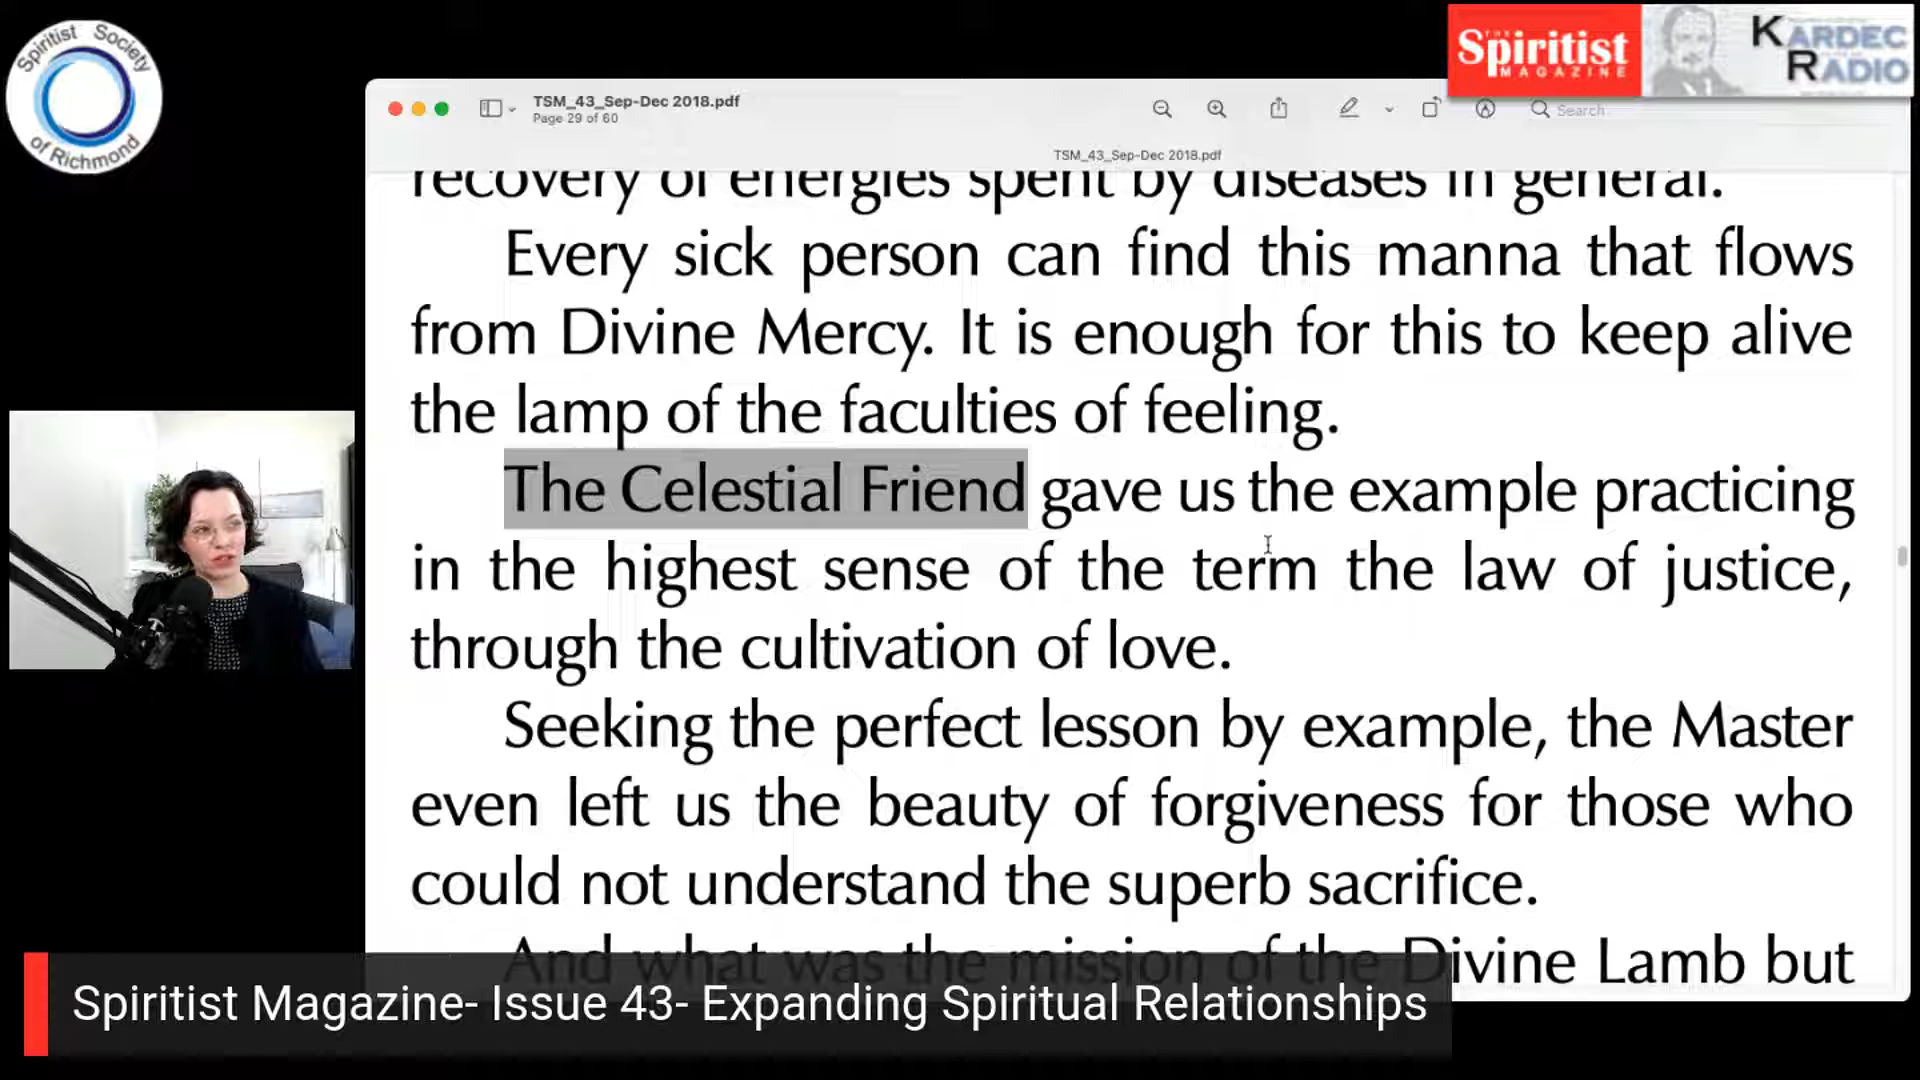 Spiritist Society
of Richmond
THE
Spiritist
MAGAZINE
KARDEC
RADIO
TSM_43_Sep-Dec 2018.pdf
Page 29 of 60
Search
TSM_43_Sep-Dec 2018.pdf
recovery of energies spent by diseases in general.
Every sick person can find this manna that flows
from Divine Mercy. It is enough for this to keep alive
the lamp of the faculties of feeling.
The Celestial Friend gave us the example practicing
in the highest sense of the term the law of justice,
through the cultivation of love.
Seeking the perfect lesson by example, the Master
even left us the beauty of forgiveness for those who
could not understand the superb sacrifice.
And what was the mission of the Divine Lamb but
Spiritist Magazine- Issue 43- Expanding Spiritual Relationships